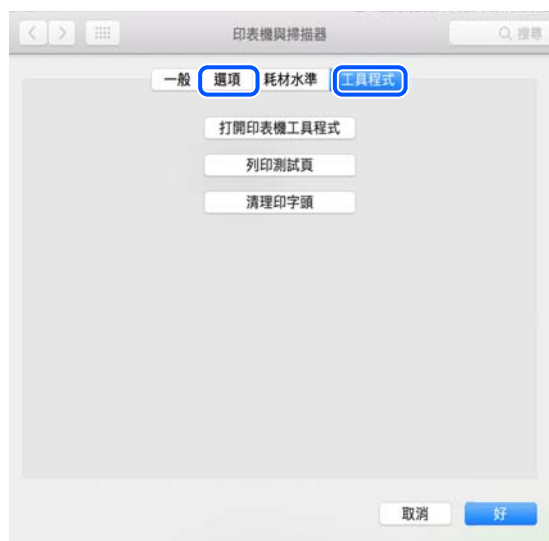 印表機與掃描器
搜尋
一般 選項 耗材水準 工具程式
打開印表機工具程式
列印測試頁
清理印字頭
取消 好